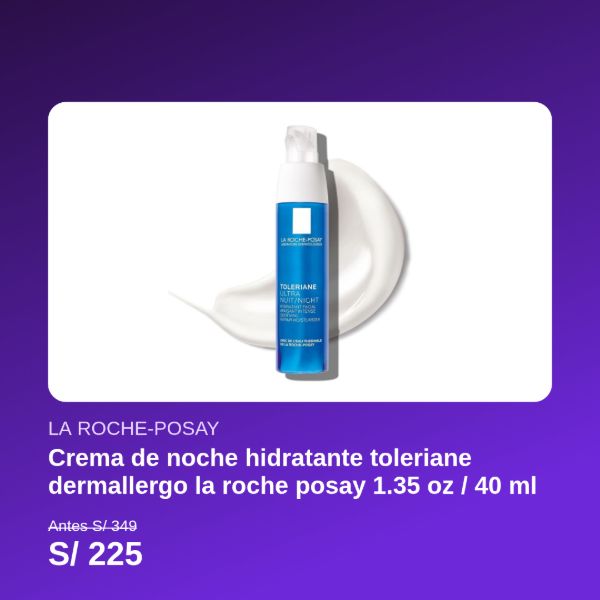 LA ROCHE-POSAY
TOLERIANE
ULTRA
NUIT/NIGHT
LA ROCHE-POSAY
Crema de noche hidratante toleriane
dermallergo la roche posay 1.35 oz / 40 ml
Antes S/ 349
S/ 225